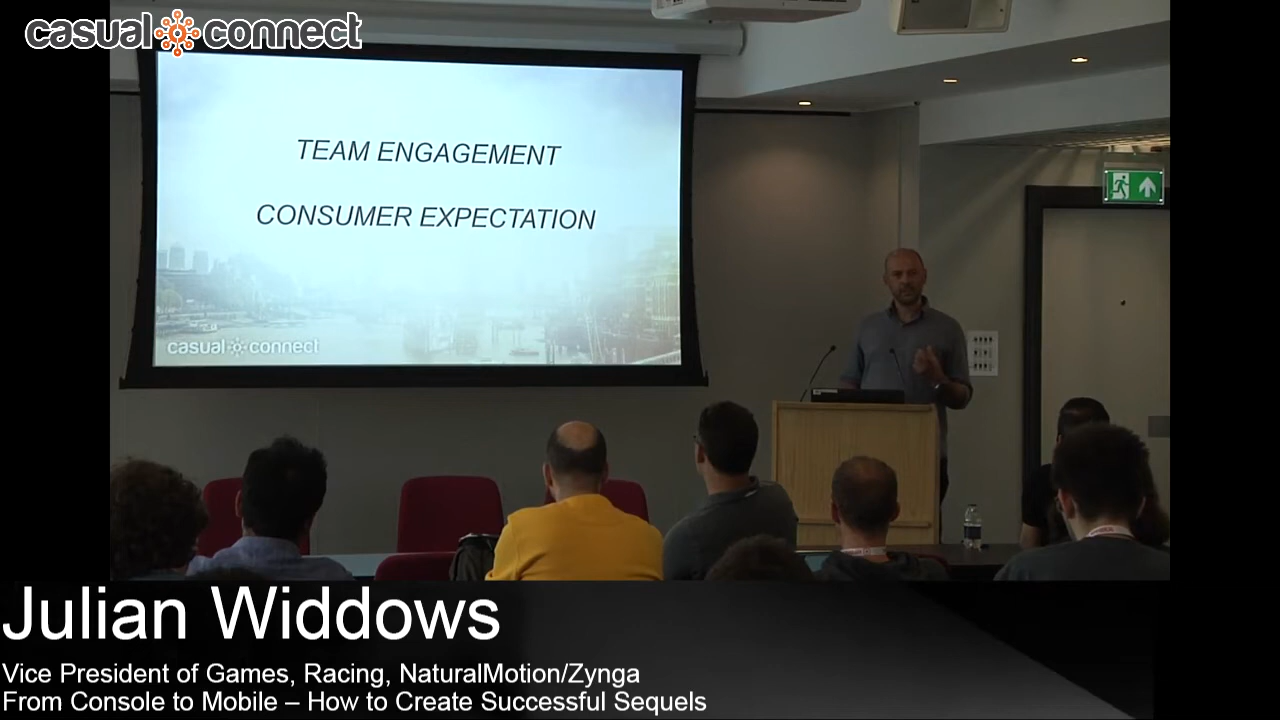 casual connect
TEAM ENGAGEMENT
CONSUMER EXPECTATION
casual connect
Julian Widdows
Vice President of Games, Racing, NaturalMotion/Zynga
From Console to Mobile – How to Create Successful Sequels